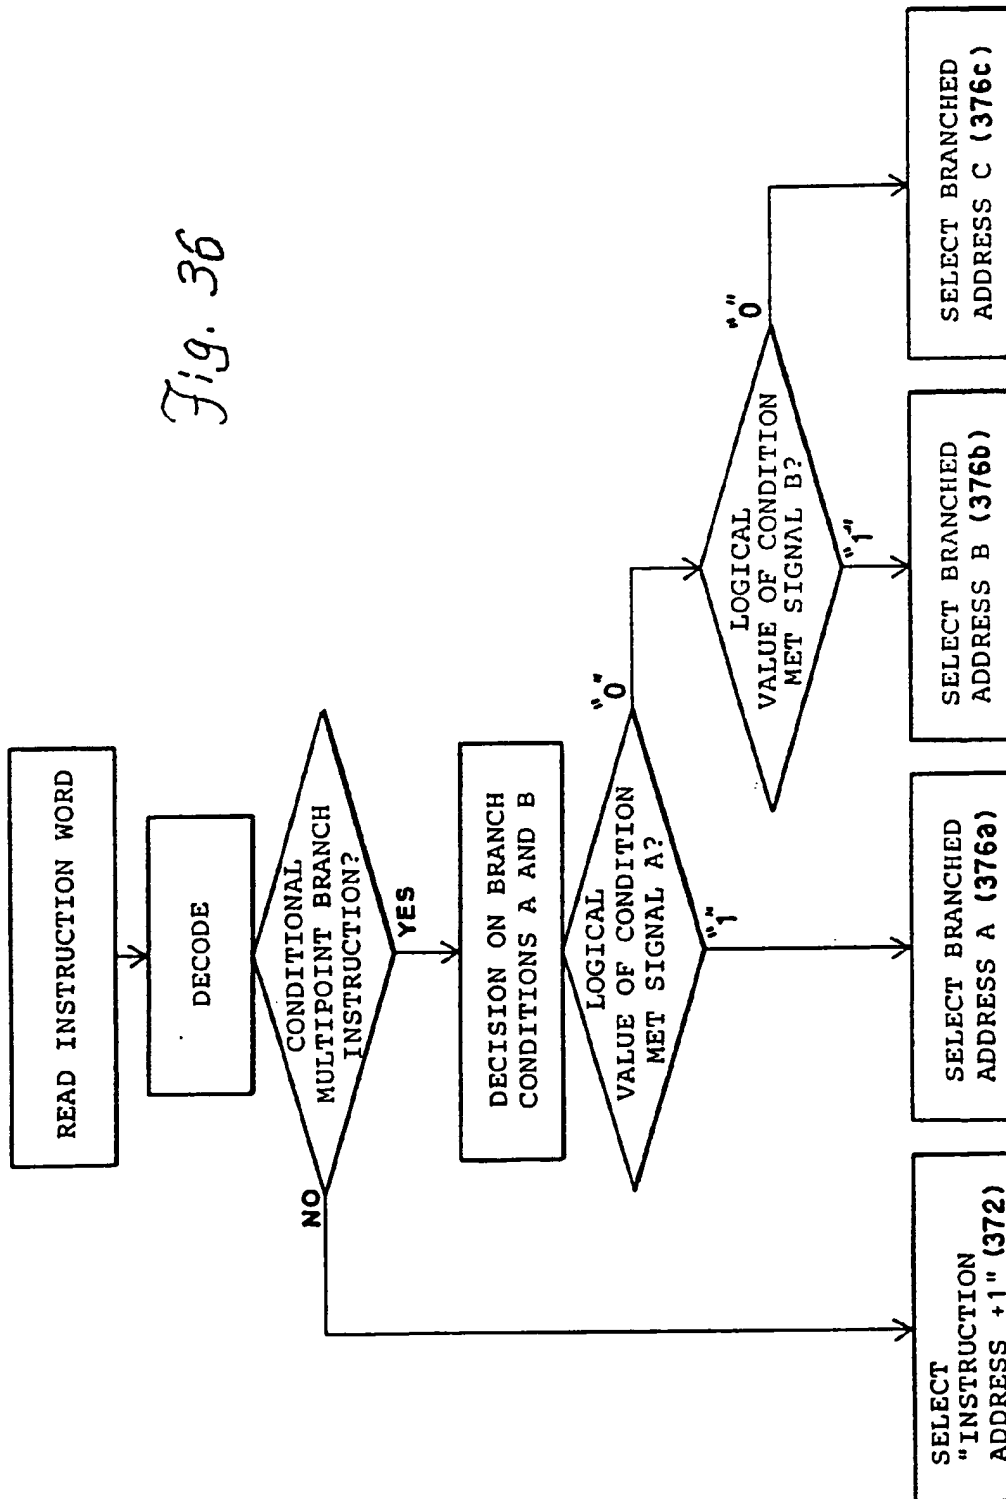 Fig. 36
READ INSTRUCTION WORD
DECODE
CONDITIONAL
MULTIPOINT BRANCH
INSTRUCTION?
NO
YES
DECISION ON BRANCH
CONDITIONS A AND B
LOGICAL
VALUE OF CONDITION
MET SIGNAL A?
"0"
"1"
LOGICAL
VALUE OF CONDITION
MET SIGNAL B?
"0"
"1"
SELECT
"INSTRUCTION
ADDRESS +1" (372)
SELECT BRANCHED
ADDRESS A (376a)
SELECT BRANCHED
ADDRESS B (376b)
SELECT BRANCHED
ADDRESS C (376c)